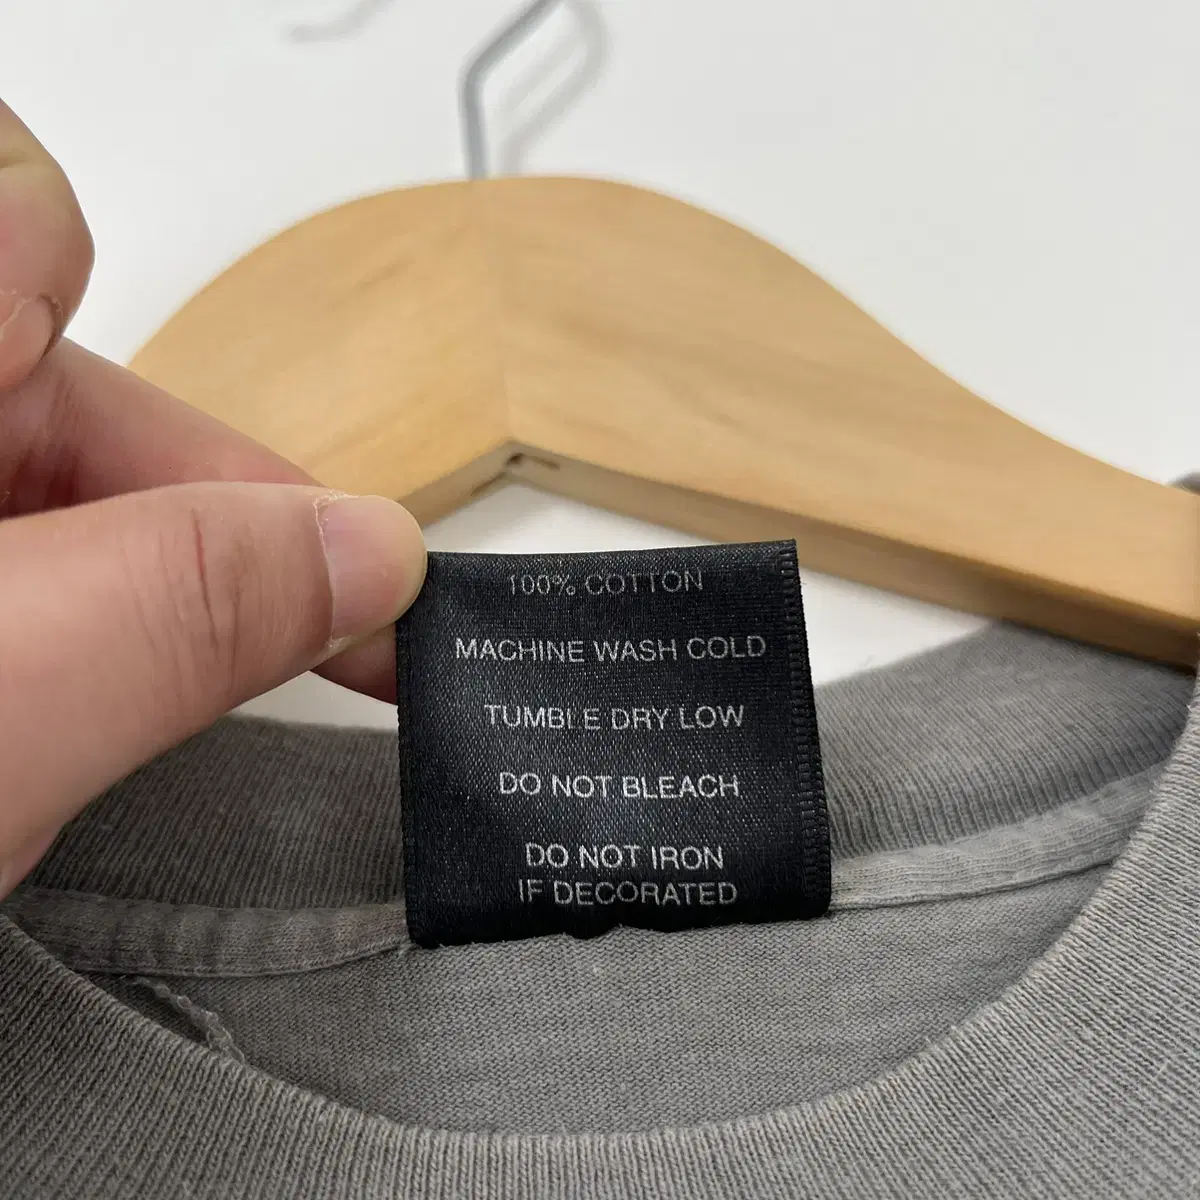 100% COTTON
MACHINE WASH COLD
TUMBLE DRY LOW
DO NOT BLEACH
DO NOT IRON
IF DECORATED